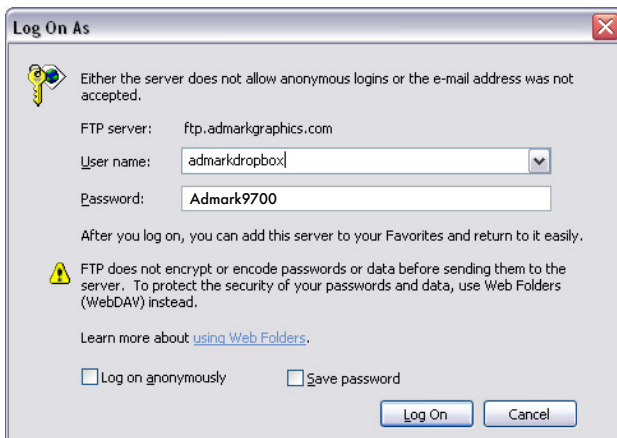 Log On As
Either the server does not allow anonymous logins or the e-mail address was not
accepted.
FTP server: ftp.admarkgraphics.com
User name: admarkdropbox
Password: Admark9700
After you log on, you can add this server to your Favorites and return to it easily.
FTP does not encrypt or encode passwords or data before sending them to the
server. To protect the security of your passwords and data, use Web Folders
(WebDAV) instead.
Learn more about using Web Folders.
Log on anonymously Save password
Log On Cancel